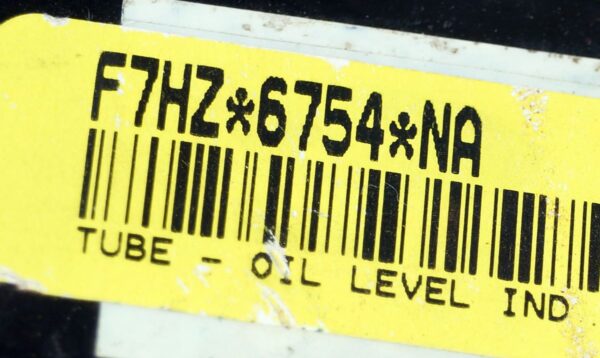 F7HZ*6754*NA
TUBE - OIL LEVEL IND